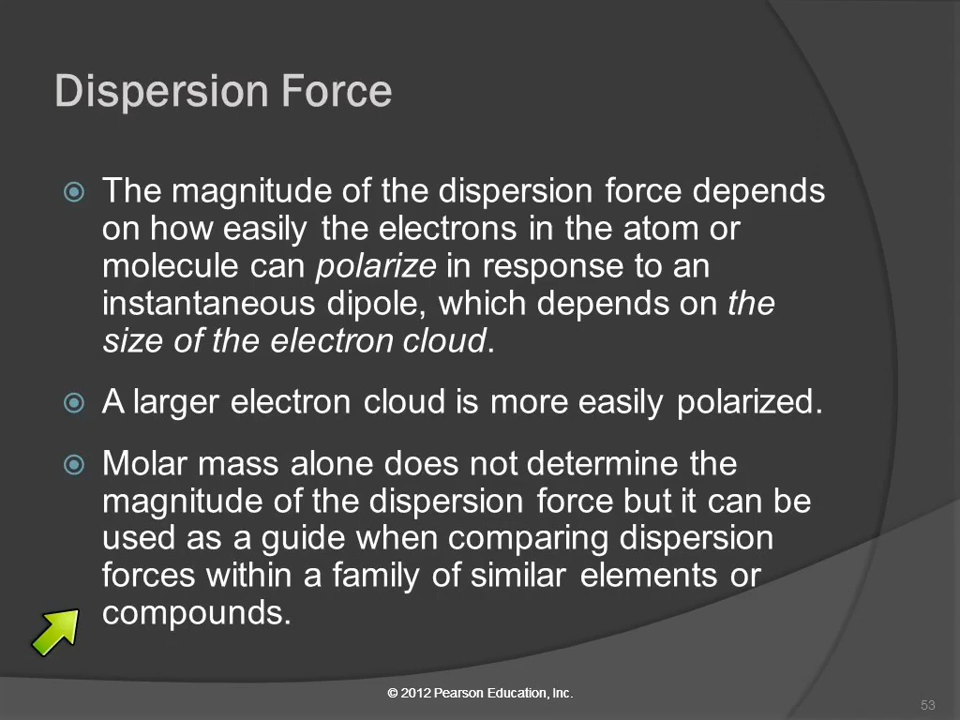 Dispersion Force
The magnitude of the dispersion force depends
on how easily the electrons in the atom or
molecule can polarize in response to an
instantaneous dipole, which depends on the
size of the electron cloud.
A larger electron cloud is more easily polarized.
Molar mass alone does not determine the
magnitude of the dispersion force but it can be
used as a guide when comparing dispersion
forces within a family of similar elements or
compounds.
© 2012 Pearson Education, Inc.
53